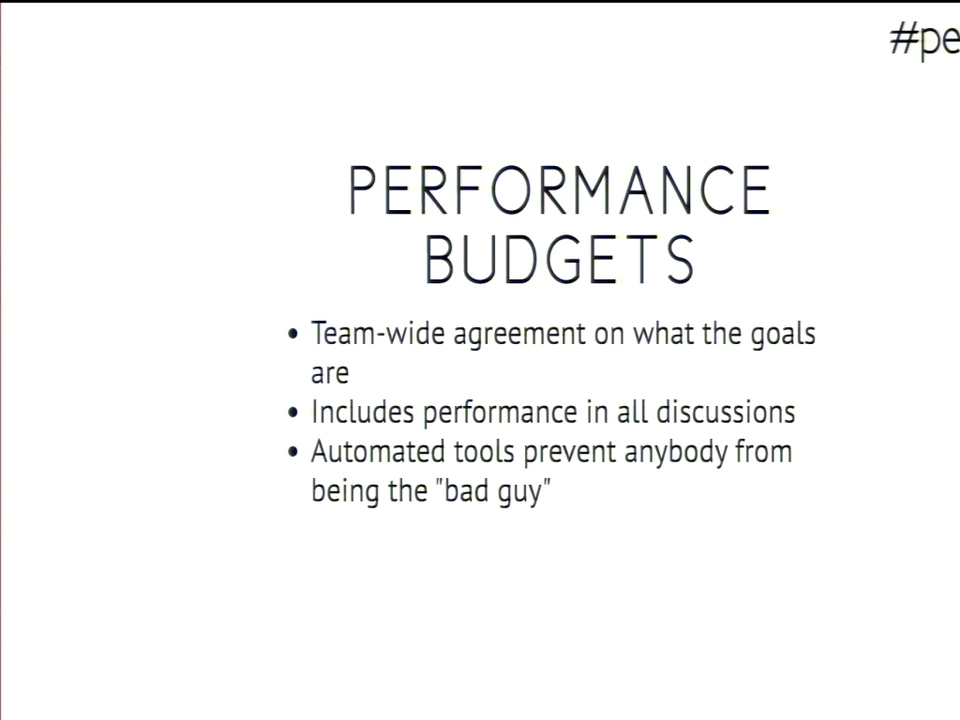 #pe
PERFORMANCE
BUDGETS
• Team-wide agreement on what the goals
are
• Includes performance in all discussions
• Automated tools prevent anybody from
being the "bad guy"